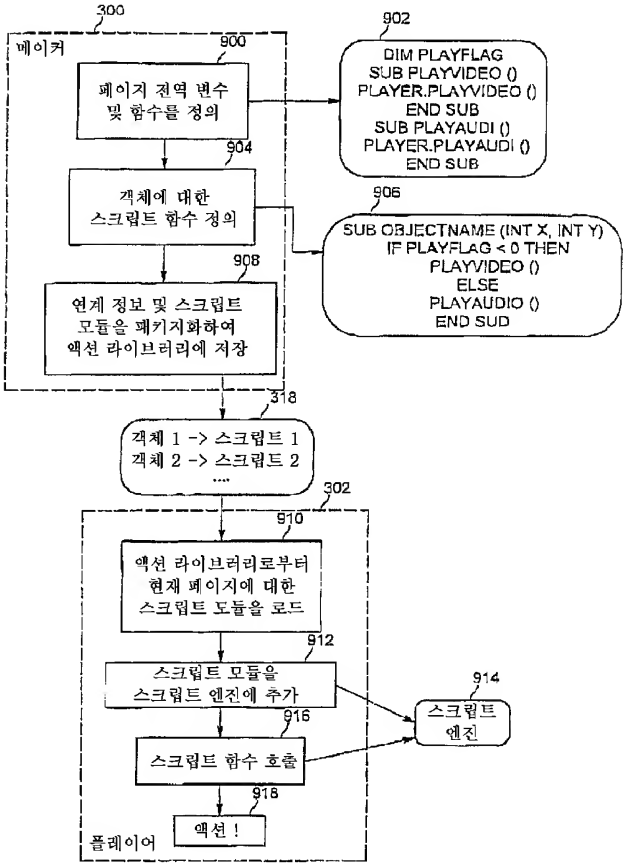 300
메이커
900
페이지 전역 변수
및 함수를 정의
902
DIM PLAYFLAG
SUB PLAYVIDEO ()
PLAYER.PLAYVIDEO ()
END SUB
SUB PLAYAUDI ()
PLAYER.PLAYAUDI ()
END SUB
904
객체에 대한
스크립트 함수 정의
906
SUB OBJECTNAME (INT X, INT Y)
IF PLAYFLAG < 0 THEN
PLAYVIDEO ()
ELSE
PLAYAUDIO ()
END SUD
908
연계 정보 및 스크립트
모듈을 패키지화하여
액션 라이브러리에 저장
318
객체 1 -> 스크립트 1
객체 2 -> 스크립트 2
....
302
910
액션 라이브러리로부터
현재 페이지에 대한
스크립트 모듈을 로드
912
스크립트 모듈을
스크립트 엔진에 추가
914
스크립트
엔진
916
스크립트 함수 호출
918
액션 !
플레이어